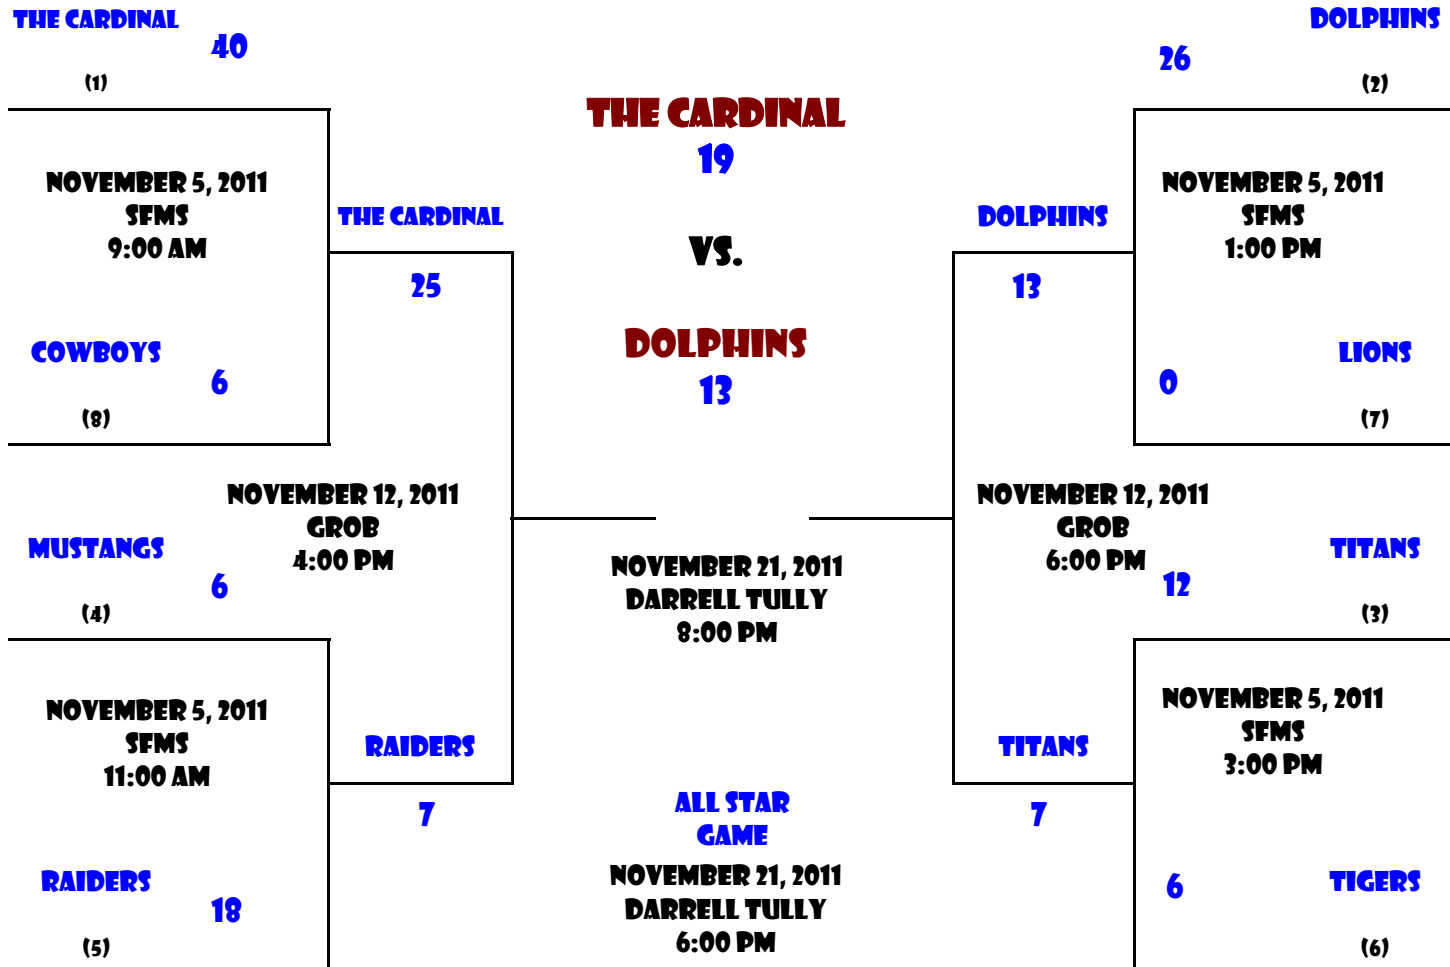 THE CARDINAL
40
(1)
NOVEMBER 5, 2011
SFMS
9:00 AM
COWBOYS
6
(8)
THE CARDINAL
25
NOVEMBER 12, 2011
GROB
4:00 PM
MUSTANGS
6
(4)
NOVEMBER 5, 2011
SFMS
11:00 AM
RAIDERS
18
(5)
RAIDERS
7
THE CARDINAL
19
VS.
DOLPHINS
13
NOVEMBER 21, 2011
DARRELL TULLY
8:00 PM
ALL STAR
GAME
NOVEMBER 21, 2011
DARRELL TULLY
6:00 PM
DOLPHINS
13
NOVEMBER 12, 2011
GROB
6:00 PM
TITANS
7
DOLPHINS
26
(2)
NOVEMBER 5, 2011
SFMS
1:00 PM
LIONS
0
(7)
TITANS
12
(3)
NOVEMBER 5, 2011
SFMS
3:00 PM
6
TIGERS
(6)